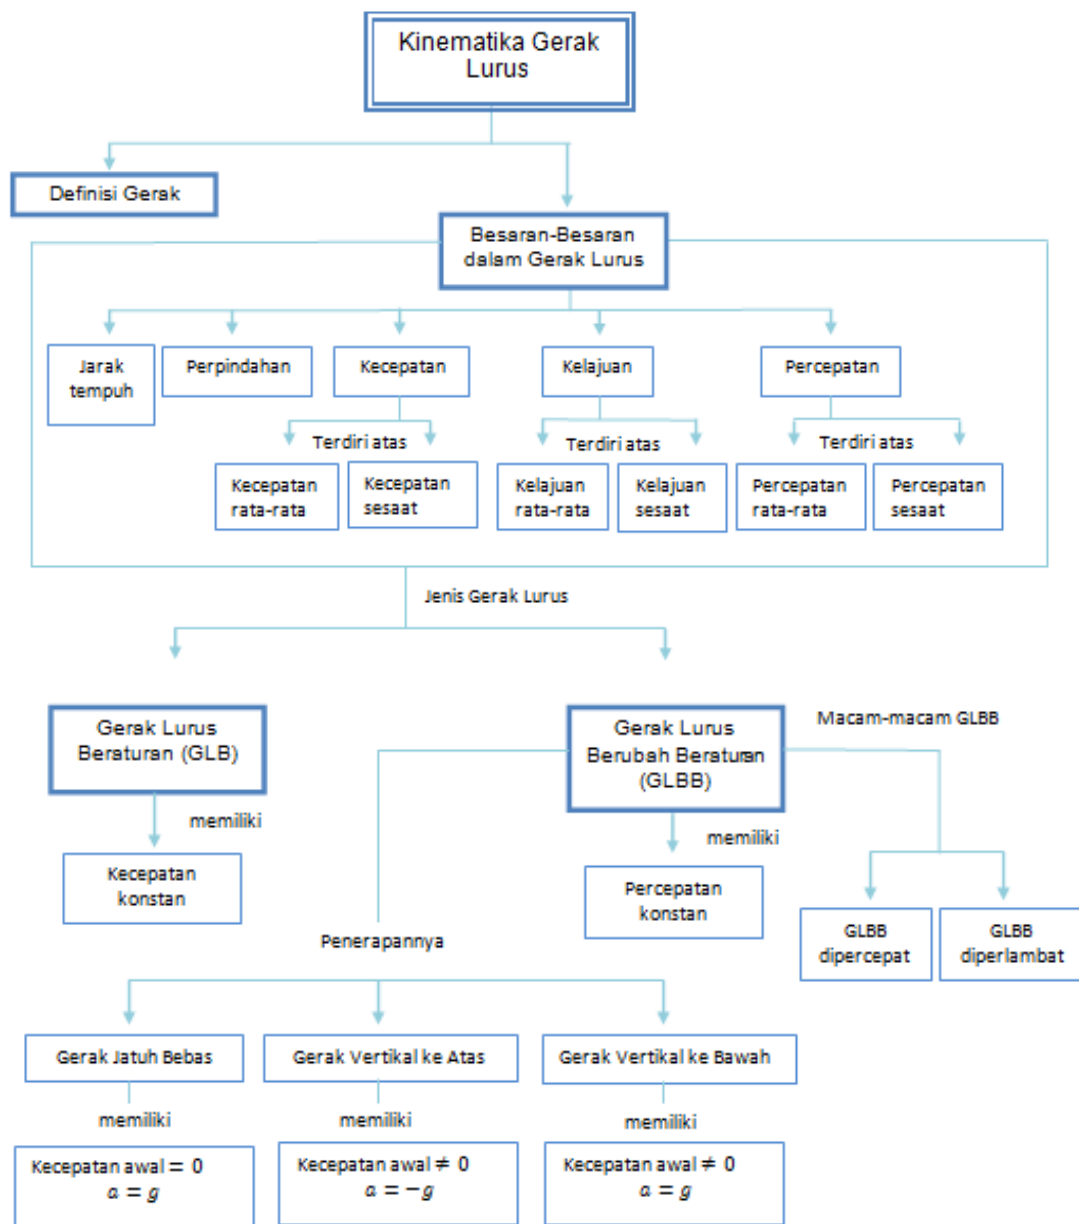 Kinematika Gerak
Lurus
Definisi Gerak
Besaran-Besaran
dalam Gerak Lurus
Jarak
tempuh
Perpindahan
Kecepatan
Kelajuan
Percepatan
Terdiri atas
Terdiri atas
Terdiri atas
Kecepatan
rata-rata
Kecepatan
sesaat
Kelajuan
rata-rata
Kelajuan
sesaat
Percepatan
rata-rata
Percepatan
sesaat
Jenis Gerak Lurus
Gerak Lurus
Beraturan (GLB)
Gerak Lurus
Berubah Beraturan
(GLBB)
Macam-macam GLBB
memiliki
memiliki
Kecepatan
konstan
Percepatan
konstan
GLBB
dipercepat
GLBB
diperlambat
Penerapannya
Gerak Jatuh Bebas
Gerak Vertikal ke Atas
Gerak Vertikal ke Bawah
memiliki
memiliki
memiliki
Kecepatan awal = 0
a = g
Kecepatan awal ≠ 0
a = −g
Kecepatan awal ≠ 0
a = g